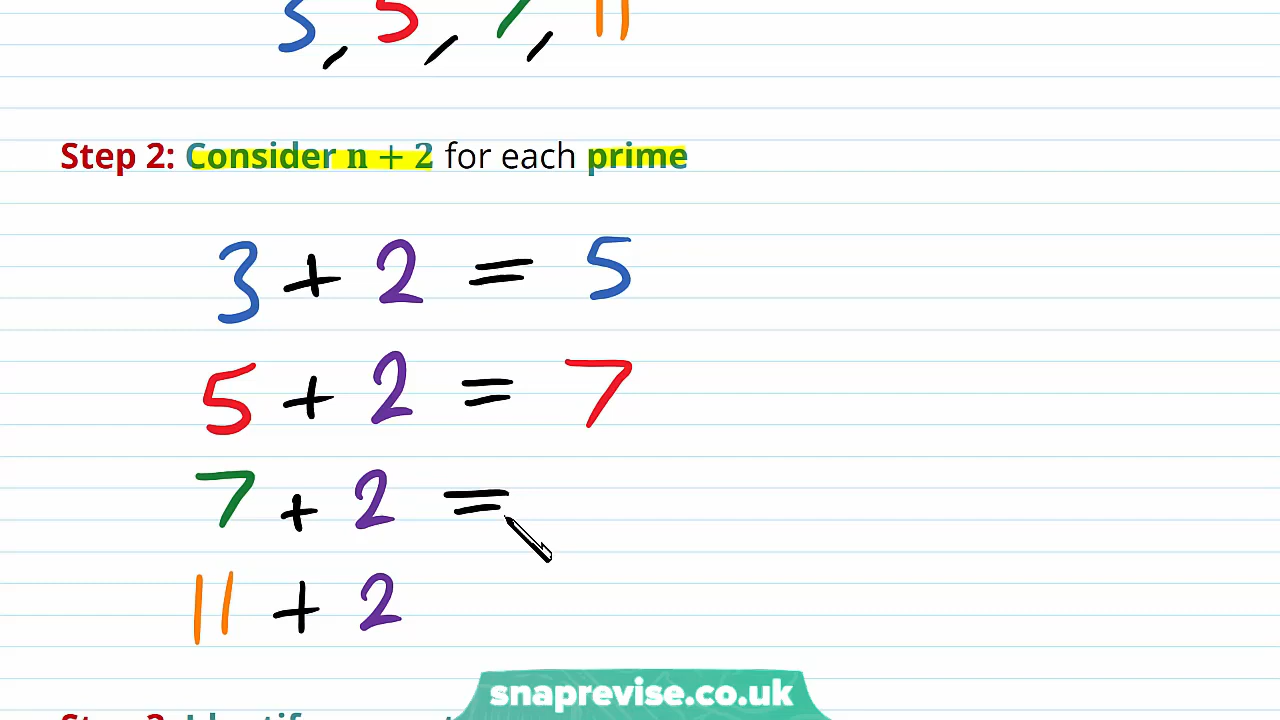 3, 5, 7, 11
Step 2: Consider n + 2 for each prime
3 + 2 = 5
5 + 2 = 7
7 + 2 =
11 + 2
snaprevise.co.uk